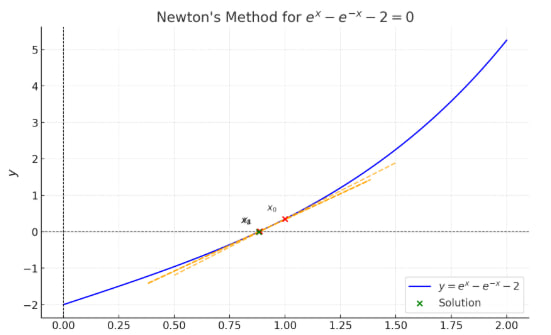 Newton's Method for e^x − e^{−x} − 2 = 0
y
5
4
3
2
1
0
−1
−2
x_0
y = e^x − e^{−x} − 2
Solution
0.00 0.25 0.50 0.75 1.00 1.25 1.50 1.75 2.00